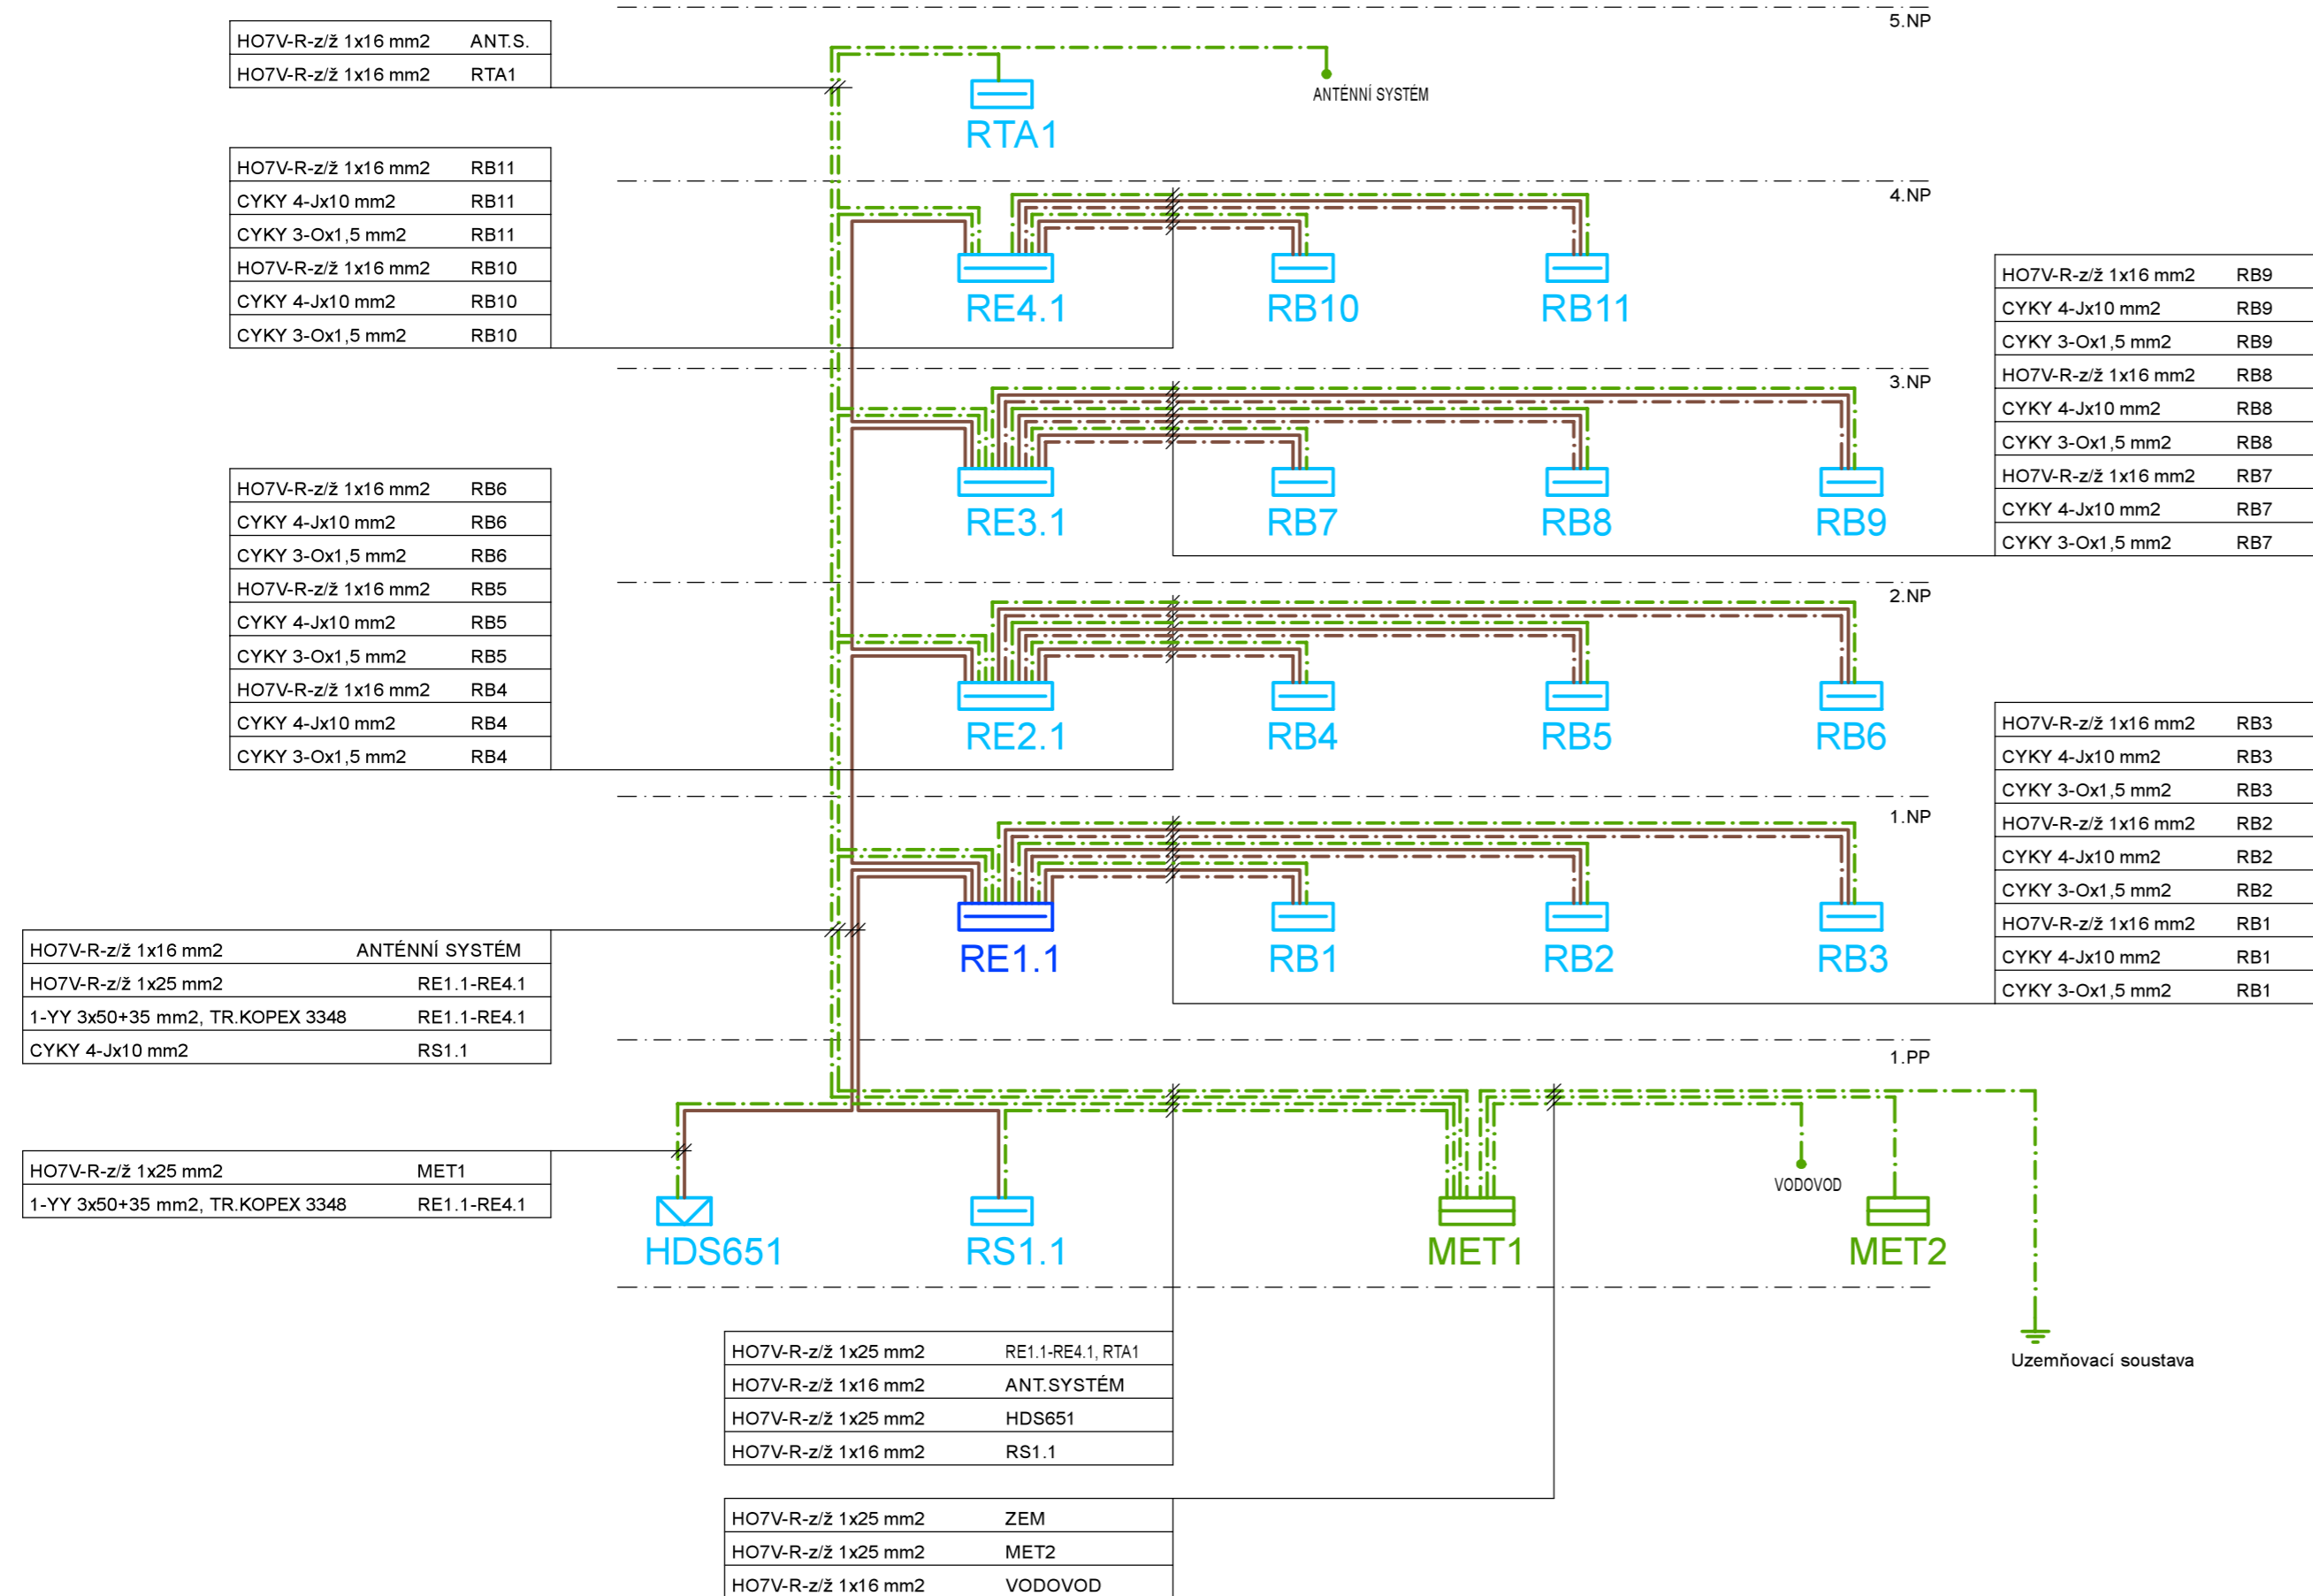 5.NP
HO7V-R-z/ž 1x16 mm2 ANT.S.
HO7V-R-z/ž 1x16 mm2 RTA1
ANTÉNNÍ SYSTÉM
RTA1
HO7V-R-z/ž 1x16 mm2 RB11
CYKY 4-Jx10 mm2 RB11
CYKY 3-Ox1,5 mm2 RB11
HO7V-R-z/ž 1x16 mm2 RB10
CYKY 4-Jx10 mm2 RB10
CYKY 3-Ox1,5 mm2 RB10
4.NP
RE4.1 RB10 RB11
HO7V-R-z/ž 1x16 mm2 RB9
CYKY 4-Jx10 mm2 RB9
CYKY 3-Ox1,5 mm2 RB9
HO7V-R-z/ž 1x16 mm2 RB8
CYKY 4-Jx10 mm2 RB8
CYKY 3-Ox1,5 mm2 RB8
HO7V-R-z/ž 1x16 mm2 RB7
CYKY 4-Jx10 mm2 RB7
CYKY 3-Ox1,5 mm2 RB7
3.NP
RE3.1 RB7 RB8 RB9
HO7V-R-z/ž 1x16 mm2 RB6
CYKY 4-Jx10 mm2 RB6
CYKY 3-Ox1,5 mm2 RB6
HO7V-R-z/ž 1x16 mm2 RB5
CYKY 4-Jx10 mm2 RB5
CYKY 3-Ox1,5 mm2 RB5
HO7V-R-z/ž 1x16 mm2 RB4
CYKY 4-Jx10 mm2 RB4
CYKY 3-Ox1,5 mm2 RB4
2.NP
RE2.1 RB4 RB5 RB6
HO7V-R-z/ž 1x16 mm2 RB3
CYKY 4-Jx10 mm2 RB3
CYKY 3-Ox1,5 mm2 RB3
HO7V-R-z/ž 1x16 mm2 RB2
CYKY 4-Jx10 mm2 RB2
CYKY 3-Ox1,5 mm2 RB2
HO7V-R-z/ž 1x16 mm2 RB1
CYKY 4-Jx10 mm2 RB1
CYKY 3-Ox1,5 mm2 RB1
1.NP
RE1.1 RB1 RB2 RB3
HO7V-R-z/ž 1x16 mm2 ANTÉNNÍ SYSTÉM
HO7V-R-z/ž 1x25 mm2 RE1.1-RE4.1
1-YY 3x50+35 mm2, TR.KOPEX 3348 RE1.1-RE4.1
CYKY 4-Jx10 mm2 RS1.1
1.PP
HO7V-R-z/ž 1x25 mm2 MET1
1-YY 3x50+35 mm2, TR.KOPEX 3348 RE1.1-RE4.1
VODOVOD
HDS651 RS1.1 MET1 MET2
Uzemňovací soustava
HO7V-R-z/ž 1x25 mm2 RE1.1-RE4.1, RTA1
HO7V-R-z/ž 1x16 mm2 ANT.SYSTÉM
HO7V-R-z/ž 1x25 mm2 HDS651
HO7V-R-z/ž 1x16 mm2 RS1.1
HO7V-R-z/ž 1x25 mm2 ZEM
HO7V-R-z/ž 1x25 mm2 MET2
HO7V-R-z/ž 1x16 mm2 VODOVOD